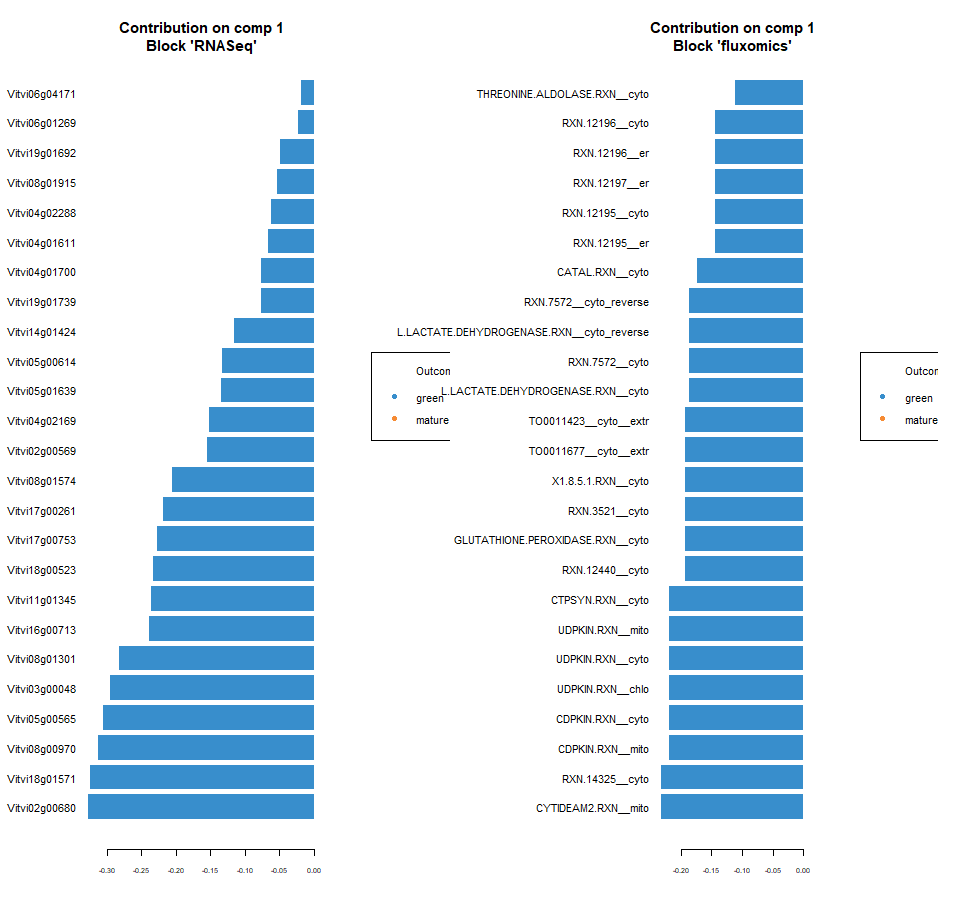 Contribution on comp 1
Block 'RNASeq'
Vitvi06g04171
Vitvi06g01269
Vitvi19g01692
Vitvi08g01915
Vitvi04g02288
Vitvi04g01611
Vitvi04g01700
Vitvi19g01739
Vitvi14g01424
Vitvi05g00614
Vitvi05g01639
Vitvi04g02169
Vitvi02g00569
Vitvi08g01574
Vitvi17g00261
Vitvi17g00753
Vitvi18g00523
Vitvi11g01345
Vitvi16g00713
Vitvi08g01301
Vitvi03g00048
Vitvi05g00565
Vitvi08g00970
Vitvi18g01571
Vitvi02g00680
-0.30 -0.25 -0.20 -0.15 -0.10 -0.05 0.00
Outcon
green
mature
Contribution on comp 1
Block 'fluxomics'
THREONINE.ALDOLASE.RXN__cyto
RXN.12196__cyto
RXN.12196__er
RXN.12197__er
RXN.12195__cyto
RXN.12195__er
CATAL.RXN__cyto
RXN.7572__cyto_reverse
L.LACTATE.DEHYDROGENASE.RXN__cyto_reverse
RXN.7572__cyto
L.LACTATE.DEHYDROGENASE.RXN__cyto
TO0011423__cyto__extr
TO0011677__cyto__extr
X1.8.5.1.RXN__cyto
RXN.3521__cyto
GLUTATHIONE.PEROXIDASE.RXN__cyto
RXN.12440__cyto
CTPSYN.RXN__cyto
UDPKIN.RXN__mito
UDPKIN.RXN__cyto
UDPKIN.RXN__chlo
CDPKIN.RXN__cyto
CDPKIN.RXN__mito
RXN.14325__cyto
CYTIDEAM2.RXN__mito
-0.20 -0.15 -0.10 -0.05 0.00
Outcon
green
mature